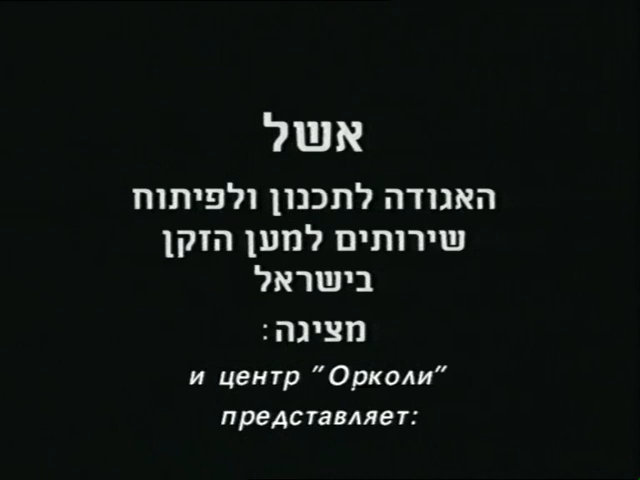 אשל
האגודה לתכנון ולפיתוח
שירותים למען הזקן
בישראל
מציגה:
и центр "Орколи"
представляет: